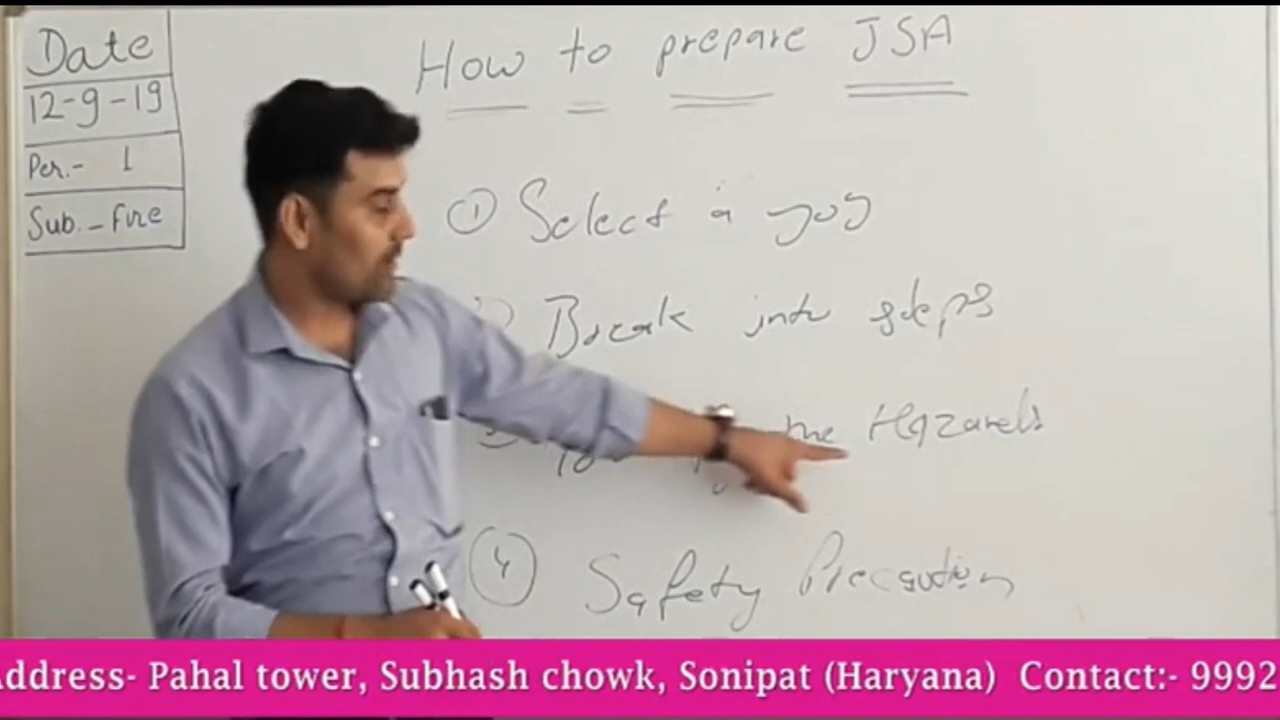 Date
12-9-19
Per.- 1
Sub.- Fire
How to prepare JSA
① Select a job
Break into steps
the Hazards
④ Safety Precaution
Address- Pahal tower, Subhash chowk, Sonipat (Haryana) Contact:- 9992